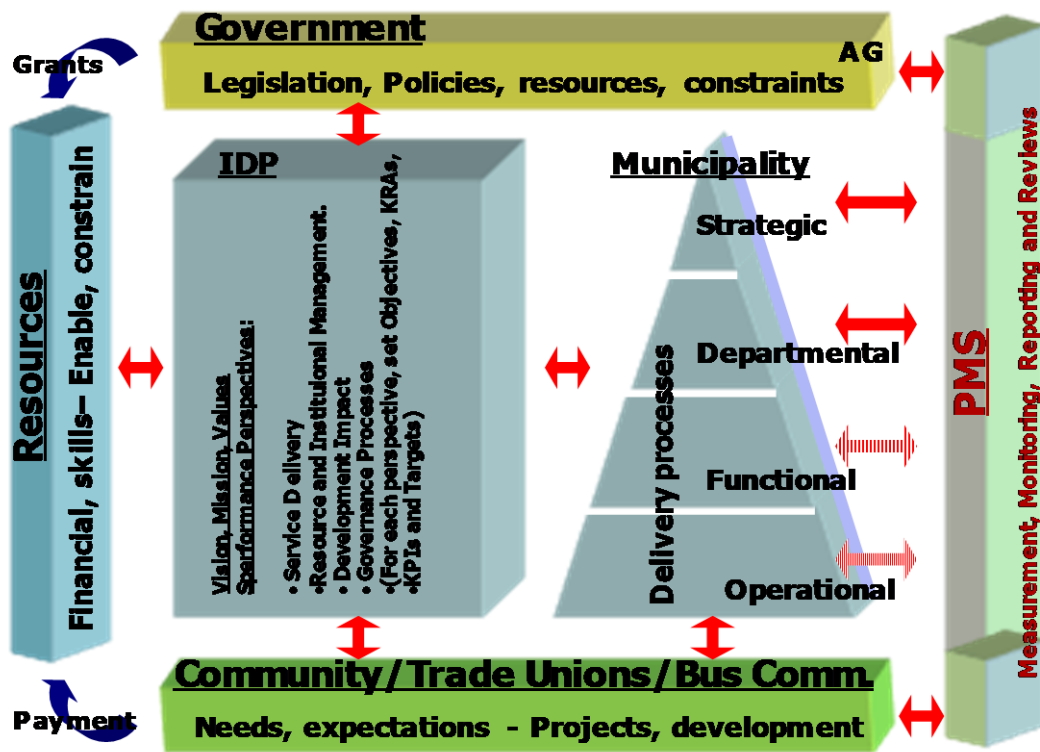 Government
AG
Legislation, Policies, resources, constraints
Grants
Resources
Financial, skills– Enable, constrain
Payment
IDP
Vision, Mission, Values
5performance Perspectives:
• Service Delivery
•Resource and Institutional Management.
• Development Impact
• Governance Processes
•(For each perspective, set Objectives, KRAs,
•KPIs and Targets)
Municipality
Strategic
Departmental
Functional
Operational
Delivery processes
PMS
Measurement, Monitoring, Reporting and Reviews
Community/Trade Unions/Bus Comm.
Needs, expectations - Projects, development